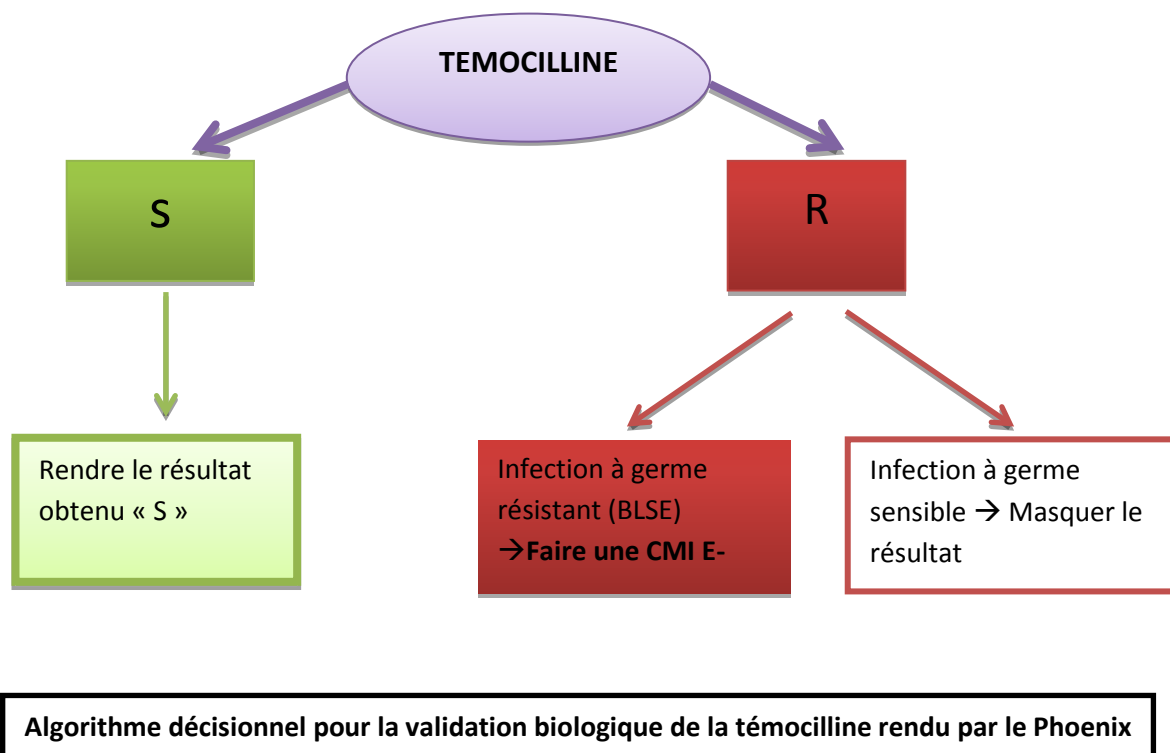 TEMOCILLINE
S
R
Rendre le résultat
obtenu « S »
Infection à germe
résistant (BLSE)
→Faire une CMI E-
Infection à germe
sensible → Masquer le
résultat
Algorithme décisionnel pour la validation biologique de la témocilline rendu par le Phoenix